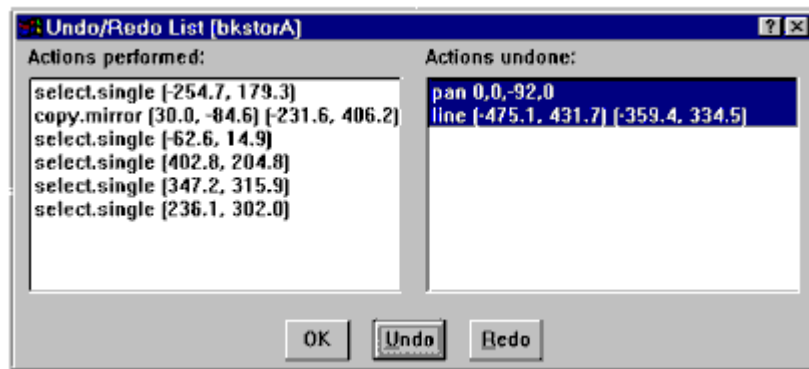 Undo/Redo List [bkstorA]
Actions performed:
select.single (-254.7, 179.3)
copy.mirror (30.0, -84.6) (-231.6, 406.2)
select.single (-62.6, 14.9)
select.single (402.8, 204.8)
select.single (347.2, 315.9)
select.single (236.1, 302.0)
Actions undone:
pan 0,0,-92,0
line (-475.1, 431.7) (-359.4, 334.5)
OK Undo Redo